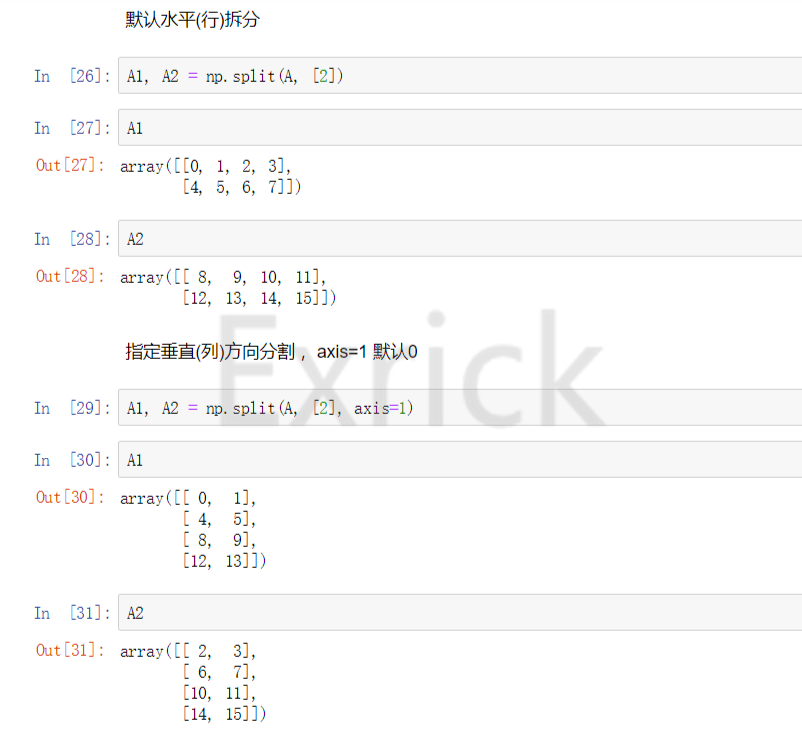 默认水平(行)拆分
In [26]: A1, A2 = np.split(A, [2])
In [27]: A1
Out[27]: array([[0, 1, 2, 3],
[4, 5, 6, 7]])
In [28]: A2
Out[28]: array([[ 8, 9, 10, 11],
[12, 13, 14, 15]])
指定垂直(列)方向分割 ，axis=1 默认0
Exrick
In [29]: A1, A2 = np.split(A, [2], axis=1)
In [30]: A1
Out[30]: array([[ 0, 1],
[ 4, 5],
[ 8, 9],
[12, 13]])
In [31]: A2
Out[31]: array([[ 2, 3],
[ 6, 7],
[10, 11],
[14, 15]])